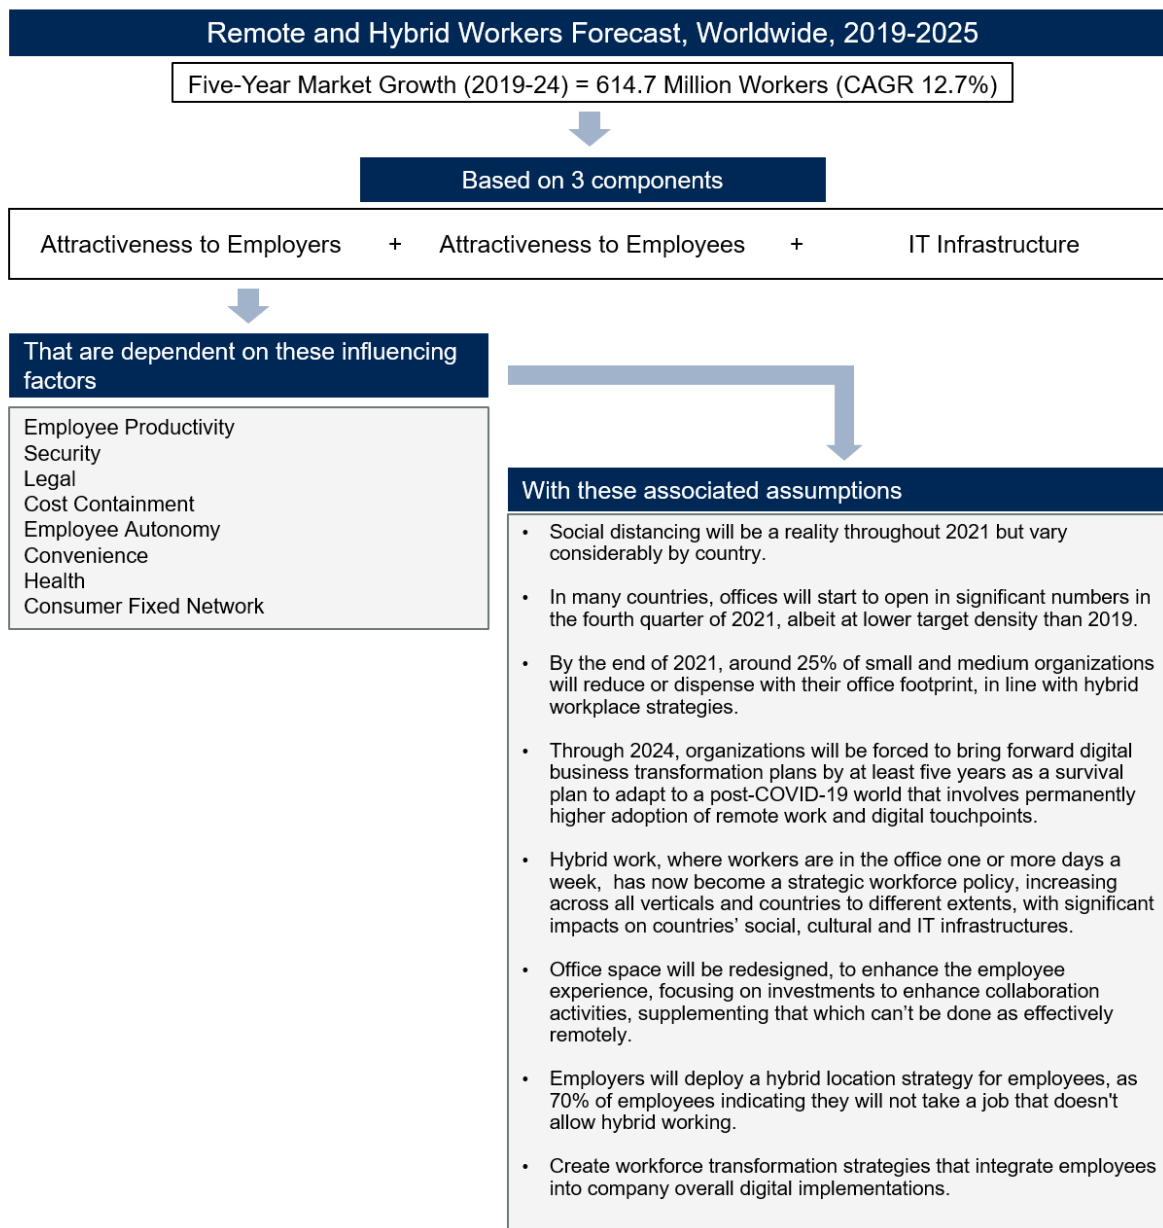 Remote and Hybrid Workers Forecast, Worldwide, 2019-2025
Five-Year Market Growth (2019-24) = 614.7 Million Workers (CAGR 12.7%)
Based on 3 components
Attractiveness to Employers + Attractiveness to Employees + IT Infrastructure
That are dependent on these influencing
factors
Employee Productivity
Security
Legal
Cost Containment
Employee Autonomy
Convenience
Health
Consumer Fixed Network
With these associated assumptions
• Social distancing will be a reality throughout 2021 but vary
considerably by country.
• In many countries, offices will start to open in significant numbers in
the fourth quarter of 2021, albeit at lower target density than 2019.
• By the end of 2021, around 25% of small and medium organizations
will reduce or dispense with their office footprint, in line with hybrid
workplace strategies.
• Through 2024, organizations will be forced to bring forward digital
business transformation plans by at least five years as a survival
plan to adapt to a post-COVID-19 world that involves permanently
higher adoption of remote work and digital touchpoints.
• Hybrid work, where workers are in the office one or more days a
week,  has now become a strategic workforce policy, increasing
across all verticals and countries to different extents, with significant
impacts on countries' social, cultural and IT infrastructures.
• Office space will be redesigned, to enhance the employee
experience, focusing on investments to enhance collaboration
activities, supplementing that which can't be done as effectively
remotely.
• Employers will deploy a hybrid location strategy for employees, as
70% of employees indicating they will not take a job that doesn't
allow hybrid working.
• Create workforce transformation strategies that integrate employees
into company overall digital implementations.